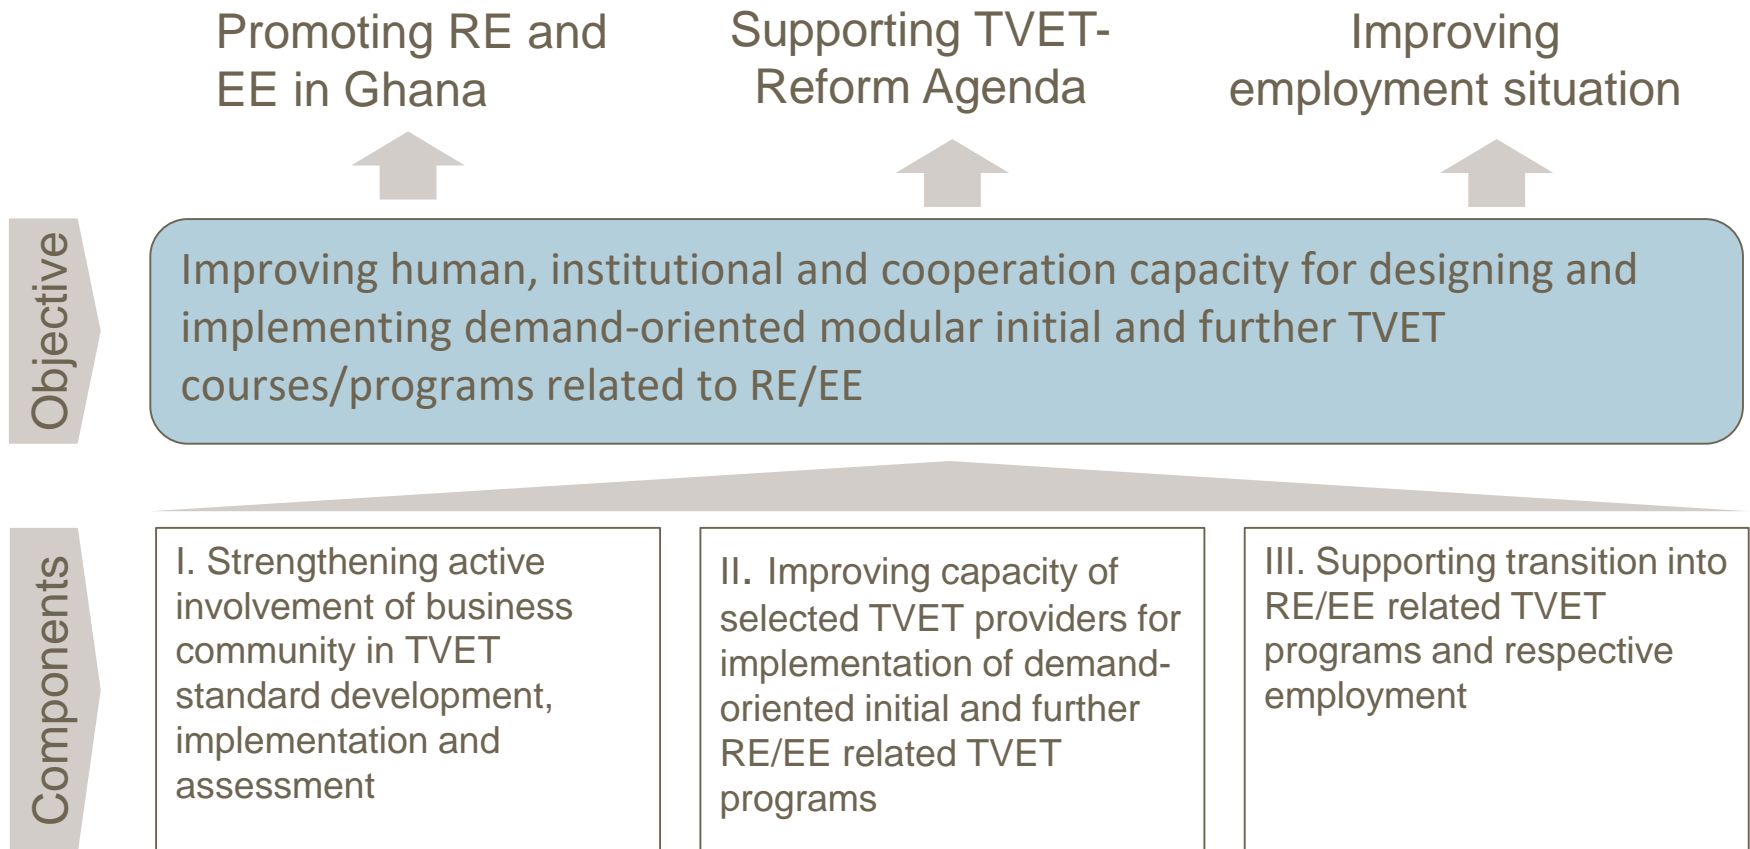 Promoting RE and
EE in Ghana
Supporting TVET-
Reform Agenda
Improving
employment situation
Objective
Improving human, institutional and cooperation capacity for designing and
implementing demand-oriented modular initial and further TVET
courses/programs related to RE/EE
Components
I. Strengthening active
involvement of business
community in TVET
standard development,
implementation and
assessment
II. Improving capacity of
selected TVET providers for
implementation of demand-
oriented initial and further
RE/EE related TVET
programs
III. Supporting transition into
RE/EE related TVET
programs and respective
employment